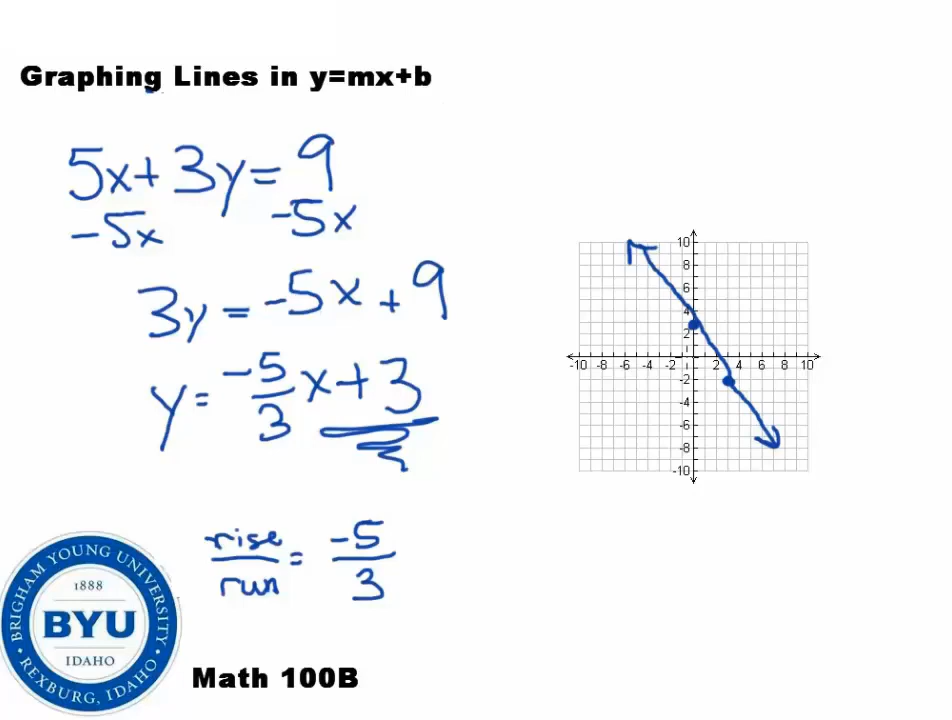 Graphing Lines in y=mx+b
5x+3y=9
-5x -5x
3y=-5x+9
y=-5/3x+3
rise/run=-5/3
10
8
6
4
2
-10 -8 -6 -4 -2 2 4 6 8 10
-2
-4
-6
-8
-10
BRIGHAM YOUNG UNIVERSITY
1888
BYU
IDAHO
REXBURG, IDAHO
Math 100B